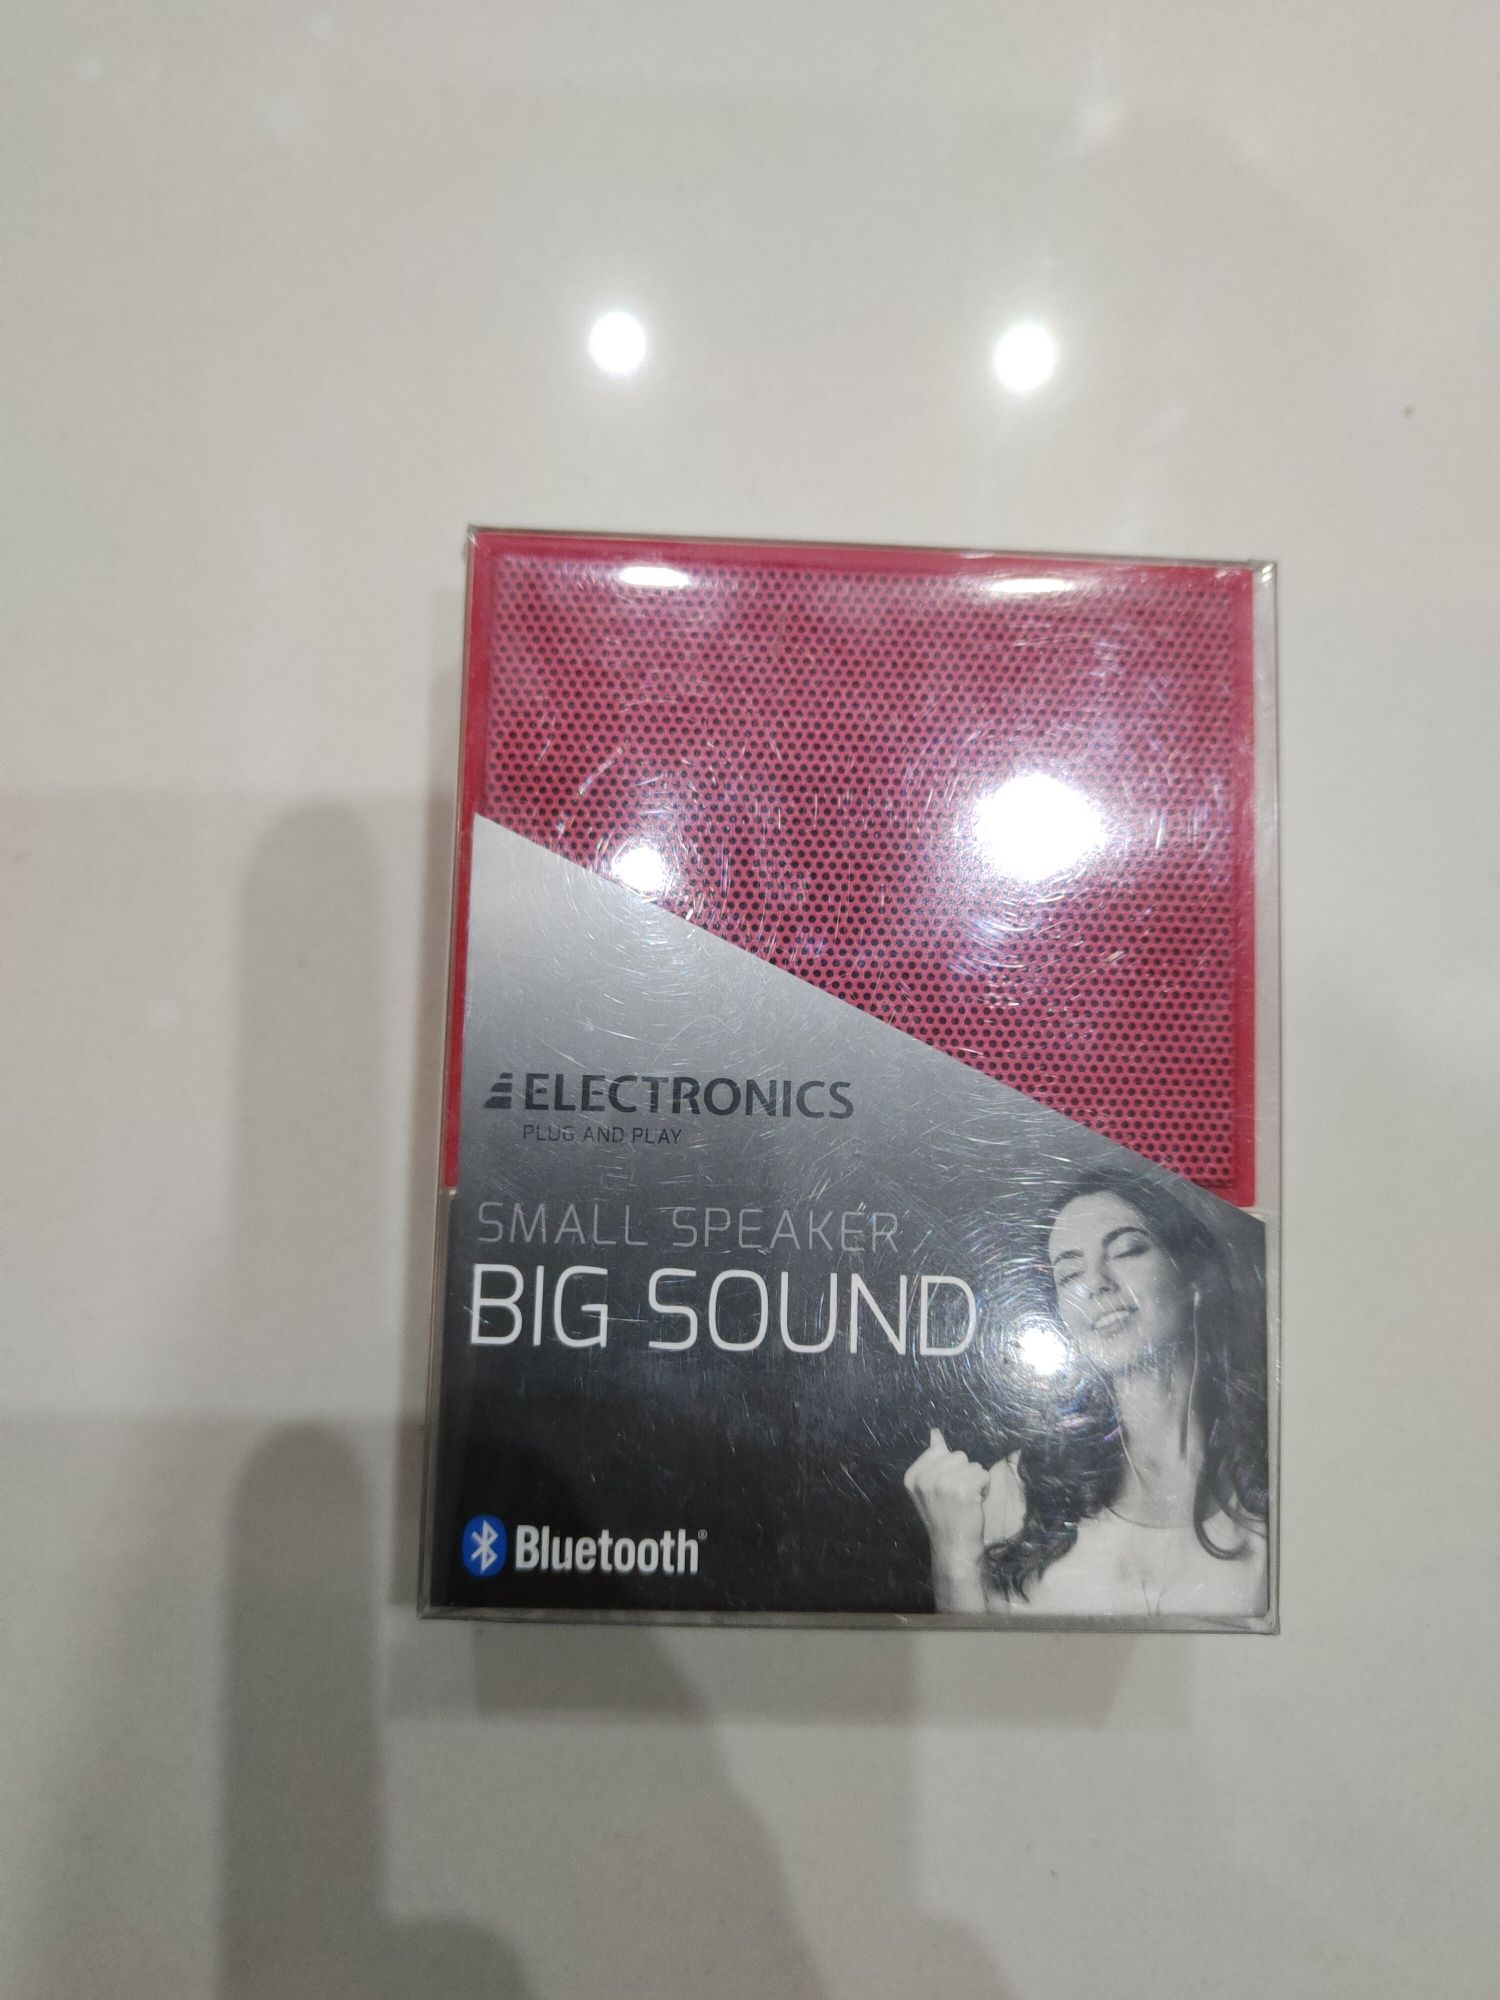 ELECTRONICS
PLUG AND PLAY
SMALL SPEAKER
BIG SOUND
Bluetooth®